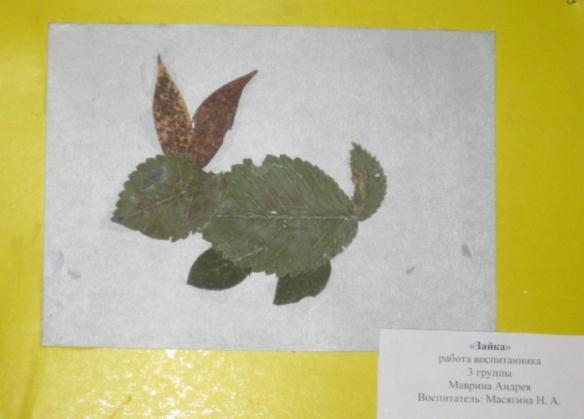 «Зайка»
работа воспитанника
3 группы
Маврина Андрея
Воспитатель: Масягина Н. А.